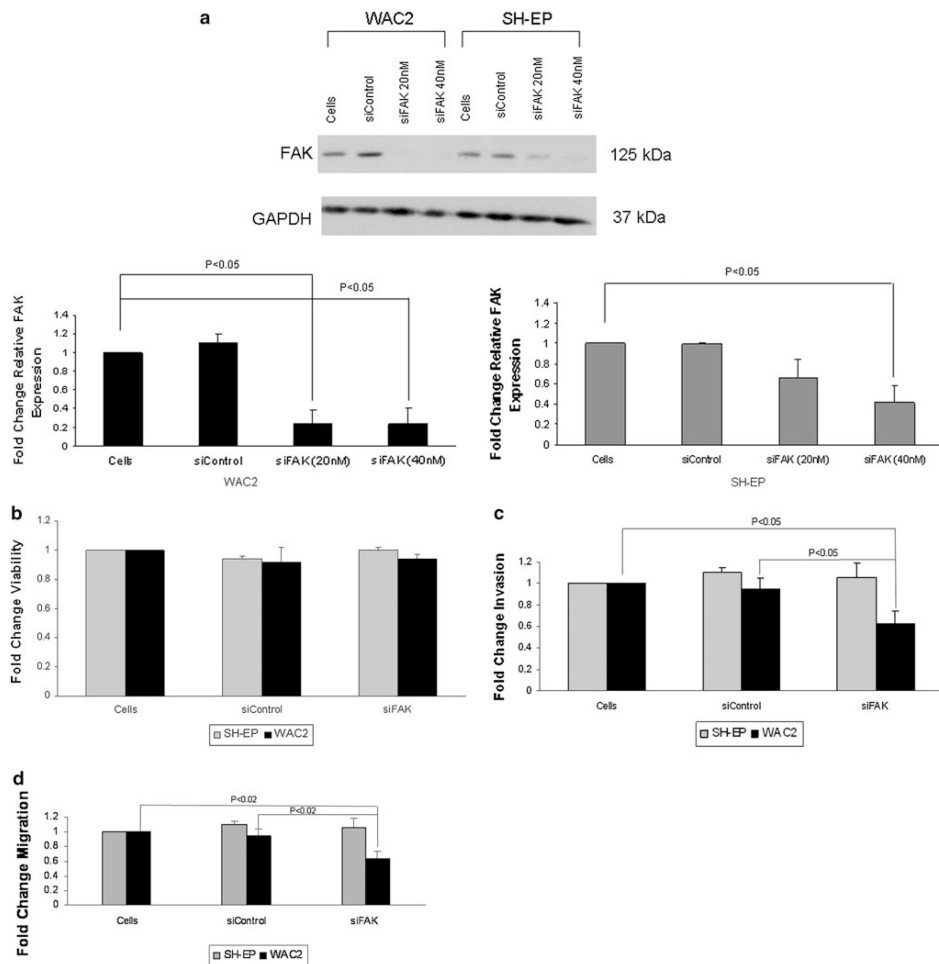 a
WAC2 SH-EP
Cells siControl siFAK 20nM siFAK 40nM Cells siControl siFAK 20nM siFAK 40nM
FAK 125 kDa
GAPDH 37 kDa
P<0.05
P<0.05
Fold Change Relative FAK
Expression
1.4
1.2
1
0.8
0.6
0.4
0.2
0
Cells siControl siFAK(20nM) siFAK(40nM)
WAC2
P<0.05
Fold Change Relative FAK
Expression
1.4
1.2
1
0.8
0.6
0.4
0.2
0
Cells siControl siFAK(20nM) siFAK(40nM)
SH-EP
b
Fold Change Viability
1.2
1
0.8
0.6
0.4
0.2
0
Cells siControl siFAK
SH-EP WAC2
c
P<0.05
P<0.05
Fold Change Invasion
1.2
1
0.8
0.6
0.4
0.2
0
Cells siControl siFAK
SH-EP WAC2
d
P<0.02
P<0.02
Fold Change Migration
1.2
1
0.8
0.6
0.4
0.2
0
Cells siControl siFAK
SH-EP WAC2